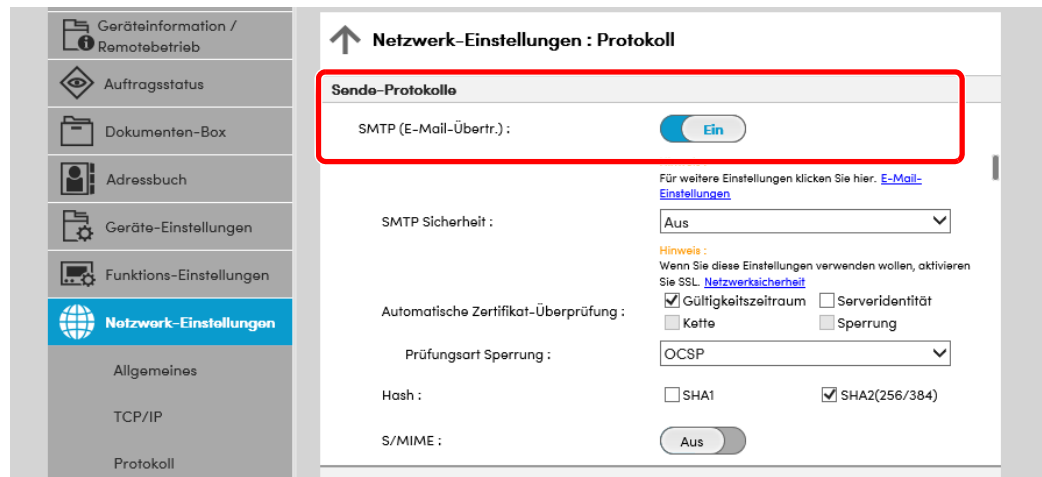 Geräteinformation /
Remotebetrieb
Auftragsstatus
Dokumenten-Box
Adressbuch
Geräte-Einstellungen
Funktions-Einstellungen
Netzwerk-Einstellungen
Allgemeines
TCP/IP
Protokoll
Netzwerk-Einstellungen : Protokoll
Sende-Protokolle
SMTP (E-Mail-Übertr.) : Ein
Für weitere Einstellungen klicken Sie hier. E-Mail-
Einstellungen
SMTP Sicherheit : Aus
Hinweis :
Wenn Sie diese Einstellungen verwenden wollen, aktivieren
Sie SSL. Netzwerksicherheit
Automatische Zertifikat-Überprüfung : Gültigkeitszeitraum Serveridentität
Kette Sperrung
Prüfungsart Sperrung : OCSP
Hash : SHA1 SHA2(256/384)
S/MIME : Aus